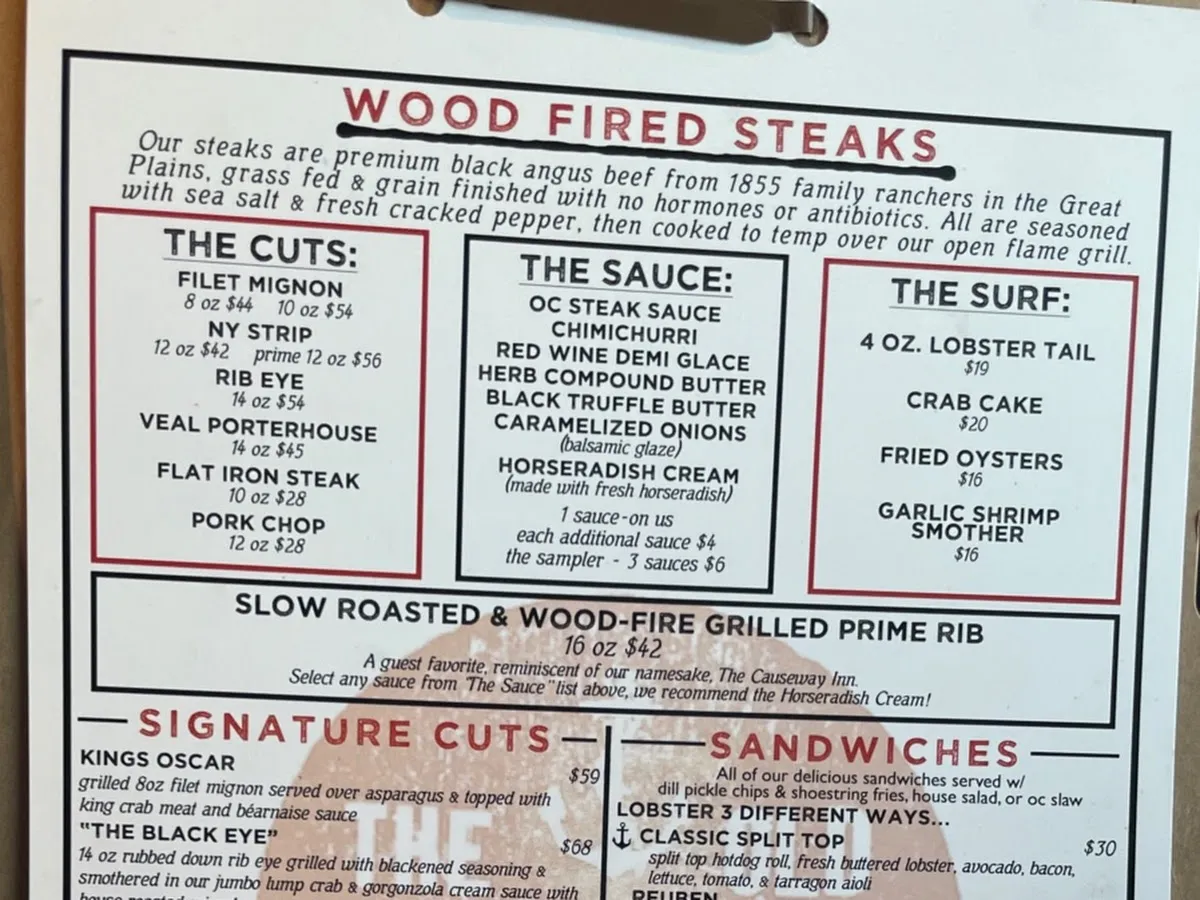 WOOD FIRED STEAKS
Our steaks are premium black angus beef from 1855 family ranchers in the Great
Plains, grass fed & grain finished with no hormones or antibiotics. All are seasoned
with sea salt & fresh cracked pepper, then cooked to temp over our open flame grill.
THE CUTS:
FILET MIGNON
8 oz $44 10 oz $54
NY STRIP
12 oz $42 prime 12 oz $56
RIB EYE
14 oz $54
VEAL PORTERHOUSE
14 oz $45
FLAT IRON STEAK
10 oz $28
PORK CHOP
12 oz $28
THE SAUCE:
OC STEAK SAUCE
CHIMICHURRI
RED WINE DEMI GLACE
HERB COMPOUND BUTTER
BLACK TRUFFLE BUTTER
CARAMELIZED ONIONS
(balsamic glaze)
HORSERADISH CREAM
(made with fresh horseradish)
1 sauce - on us
each additional sauce $4
the sampler - 3 sauces $6
THE SURF:
4 OZ. LOBSTER TAIL
$19
CRAB CAKE
$20
FRIED OYSTERS
$16
GARLIC SHRIMP
SMOTHER
$16
SLOW ROASTED & WOOD-FIRE GRILLED PRIME RIB
16 oz $42
A guest favorite, reminiscent of our namesake, The Causeway Inn.
Select any sauce from "The Sauce" list above, we recommend the Horseradish Cream!
SIGNATURE CUTS
KINGS OSCAR $59
grilled 8oz filet mignon served over asparagus & topped with
king crab meat and béarnaise sauce
"THE BLACK EYE" $68
14 oz rubbed down rib eye grilled with blackened seasoning &
smothered in our jumbo lump crab & gorgonzola cream sauce with
SANDWICHES
All of our delicious sandwiches served w/
dill pickle chips & shoestring fries, house salad, or oc slaw
LOBSTER 3 DIFFERENT WAYS...
CLASSIC SPLIT TOP $30
split top hotdog roll, fresh buttered lobster, avocado, bacon,
lettuce, tomato, & tarragon aioli
REUBEN
THE OLD